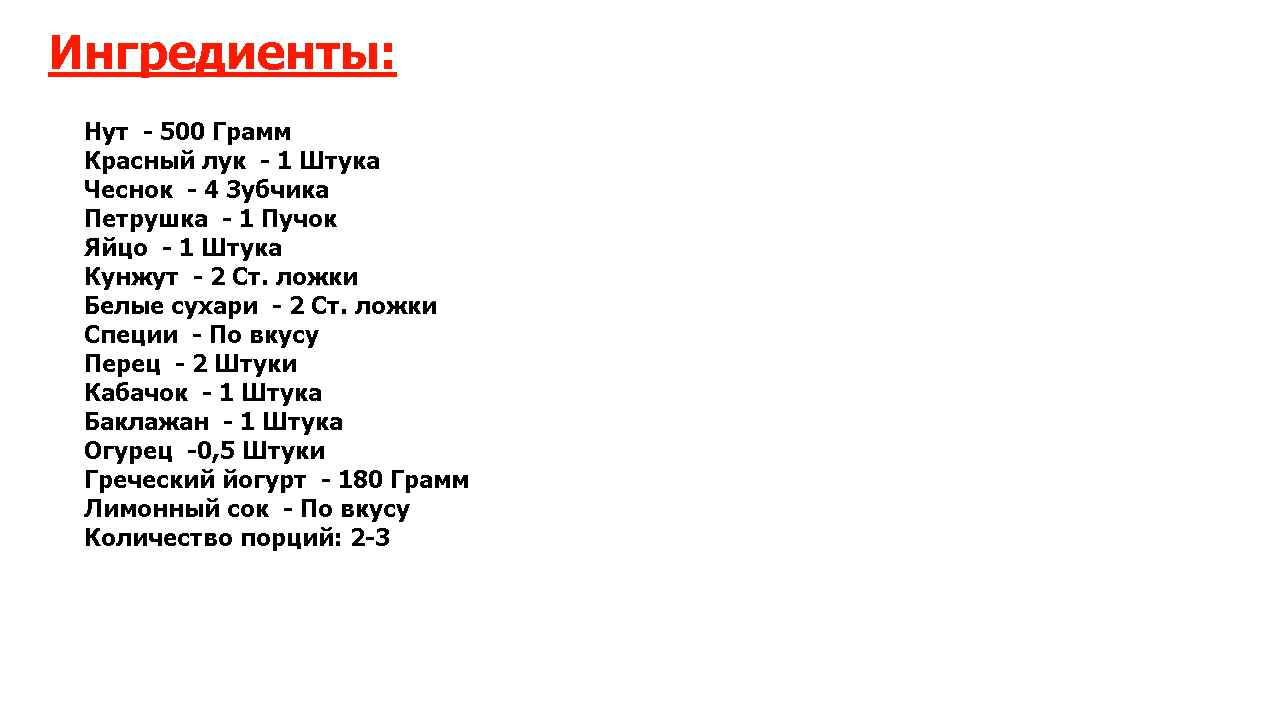 Ингредиенты:
Нут - 500 Грамм
Красный лук - 1 Штука
Чеснок - 4 Зубчика
Петрушка - 1 Пучок
Яйцо - 1 Штука
Кунжут - 2 Ст. ложки
Белые сухари - 2 Ст. ложки
Специи - По вкусу
Перец - 2 Штуки
Кабачок - 1 Штука
Баклажан - 1 Штука
Огурец -0,5 Штуки
Греческий йогурт - 180 Грамм
Лимонный сок - По вкусу
Количество порций: 2-3